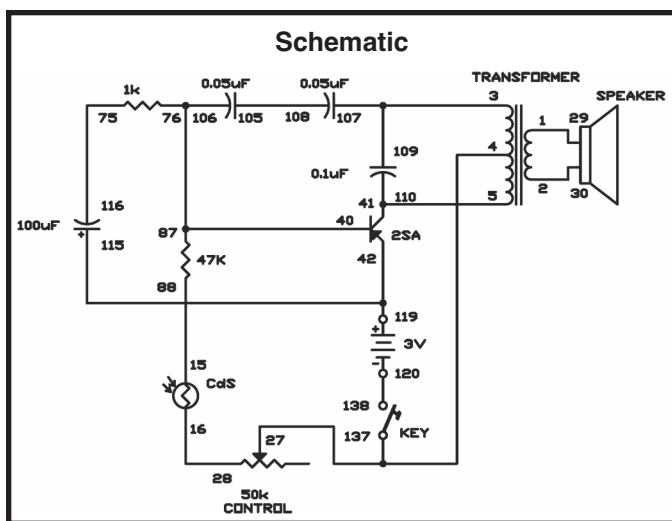 Schematic
0.05uF 0.05uF TRANSFORMER
1k 3 SPEAKER
75 76 106 105 108 107 1 29
109 4
0.1uF
116 41 110 5 2 30
100uF 40
+ 115 87 2SA
47K 42
88
119
+
3V
15 -
CdS 120
138
16 27 137 KEY
28
50k
CONTROL